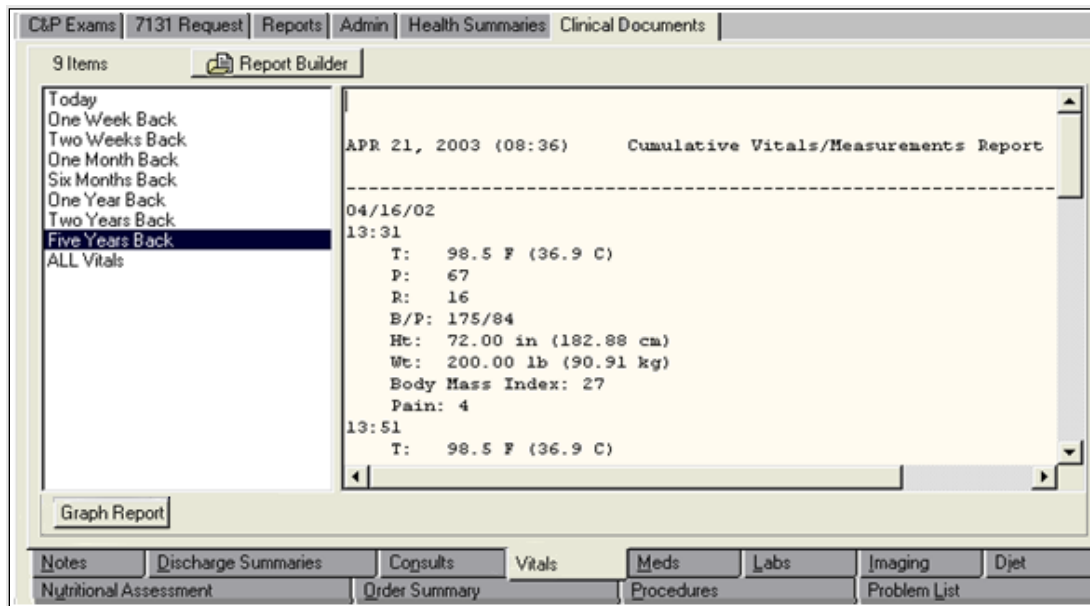 C&P Exams 7131 Request Reports Admin Health Summaries Clinical Documents
9 Items Report Builder
Today
One Week Back
Two Weeks Back
One Month Back
Six Months Back
One Year Back
Two Years Back
Five Years Back
ALL Vitals
APR 21, 2003 (08:36) Cumulative Vitals/Measurements Report
--------------------------------------------------------------
04/16/02
13:31
T: 98.5 F (36.9 C)
P: 67
R: 16
B/P: 175/84
Ht: 72.00 in (182.88 cm)
Wt: 200.00 lb (90.91 kg)
Body Mass Index: 27
Pain: 4
13:51
T: 98.5 F (36.9 C)
Graph Report
Notes Discharge Summaries Consults Vitals Meds Labs Imaging Diet
Nutritional Assessment Order Summary Procedures Problem List